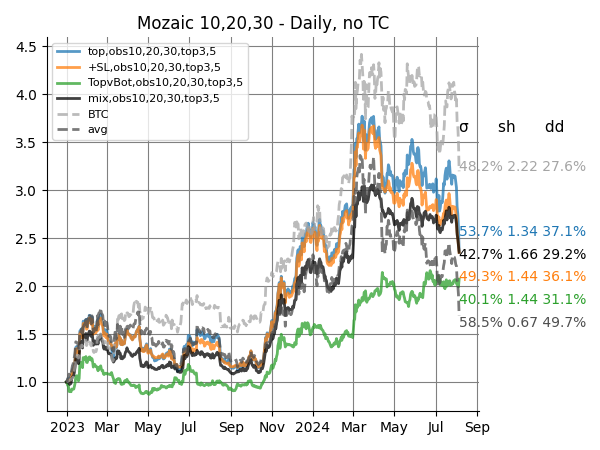 Mozaic 10,20,30 - Daily, no TC
4.5
4.0
3.5
3.0
2.5
2.0
1.5
1.0
top,obs10,20,30,top3,5
+SL,obs10,20,30,top3,5
TopvBot,obs10,20,30,top3,5
mix,obs10,20,30,top3,5
BTC
avg
σ sh dd
48.2% 2.22 27.6%
53.7% 1.34 37.1%
42.7% 1.66 29.2%
49.3% 1.44 36.1%
40.1% 1.44 31.1%
58.5% 0.67 49.7%
2023 Mar May Jul Sep Nov 2024 Mar May Jul Sep